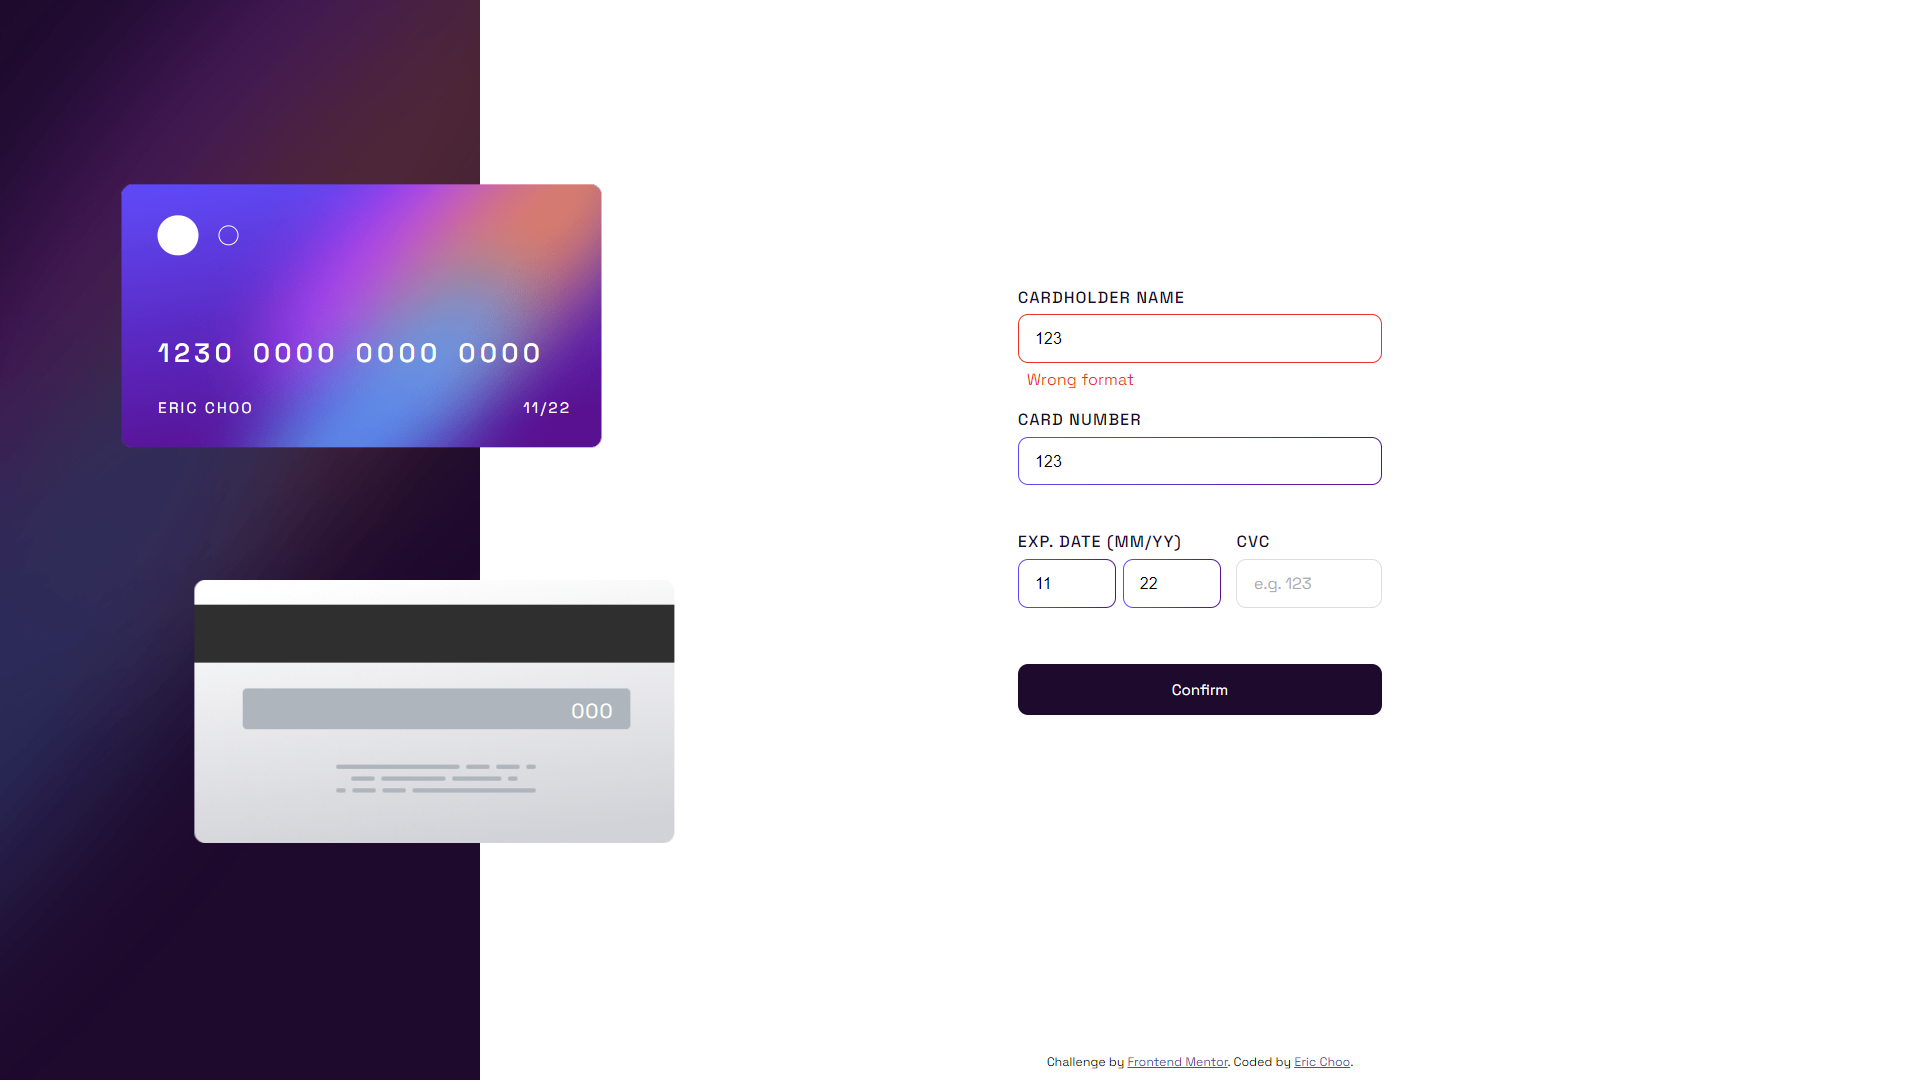 1230 0000 0000 0000
ERIC CHOO 11/22
000
CARDHOLDER NAME
123
Wrong format
CARD NUMBER
123
EXP. DATE (MM/YY) CVC
11 22 e.g. 123
Confirm
Challenge by Frontend Mentor. Coded by Eric Choo.